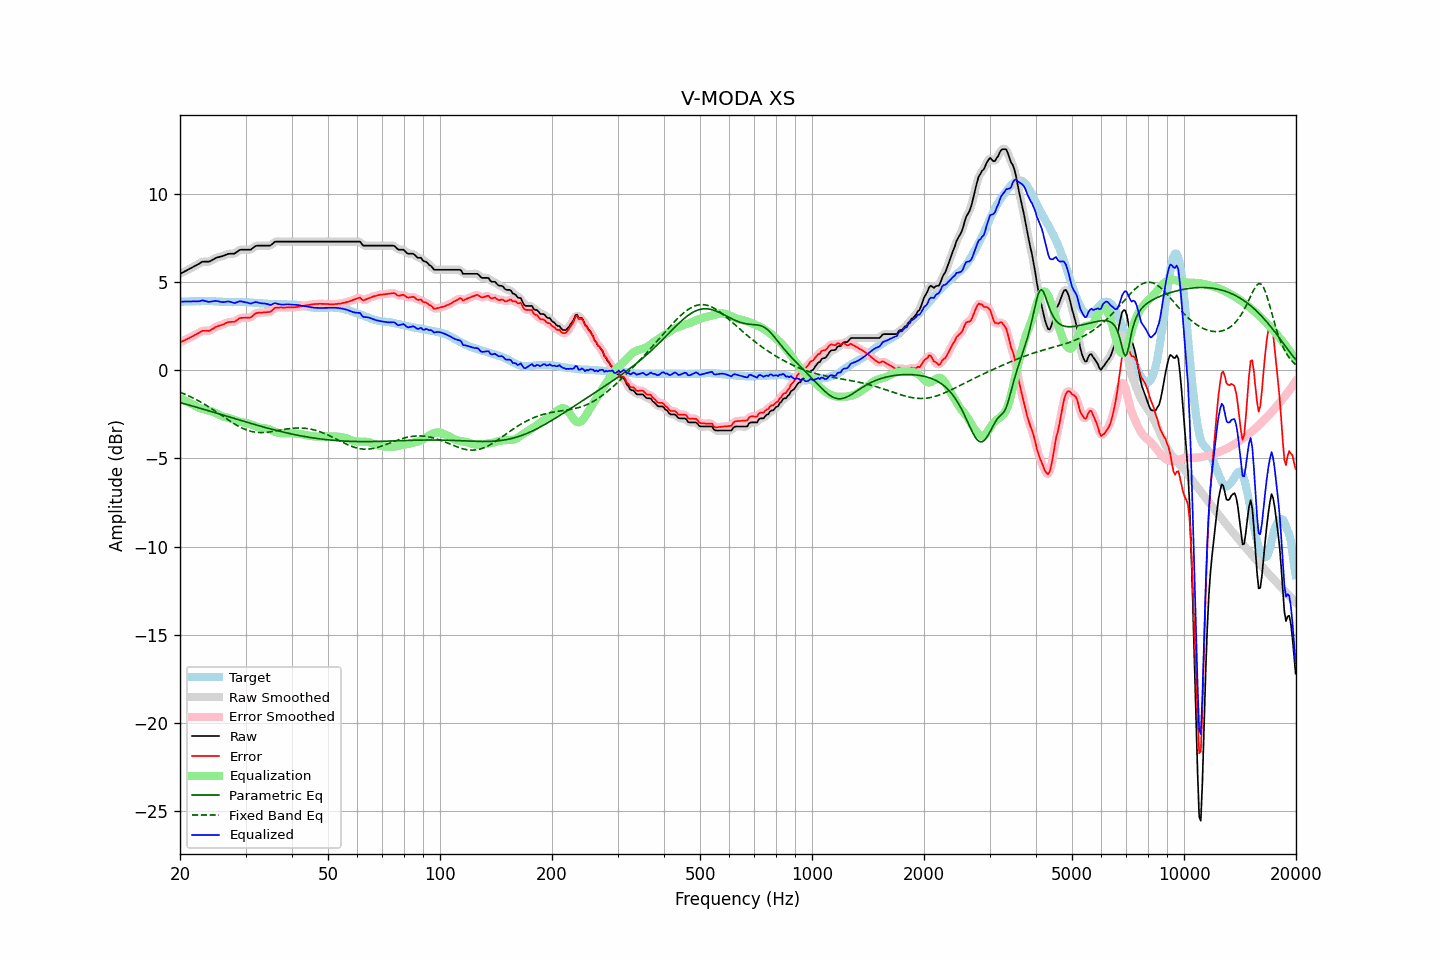 V-MODA XS
10
5
0
−5
−10
−15
−20
−25
Amplitude (dBr)
Target
Raw Smoothed
Error Smoothed
Raw
Error
Equalization
Parametric Eq
Fixed Band Eq
Equalized
20 50 100 200 500 1000 2000 5000 10000 20000
Frequency (Hz)